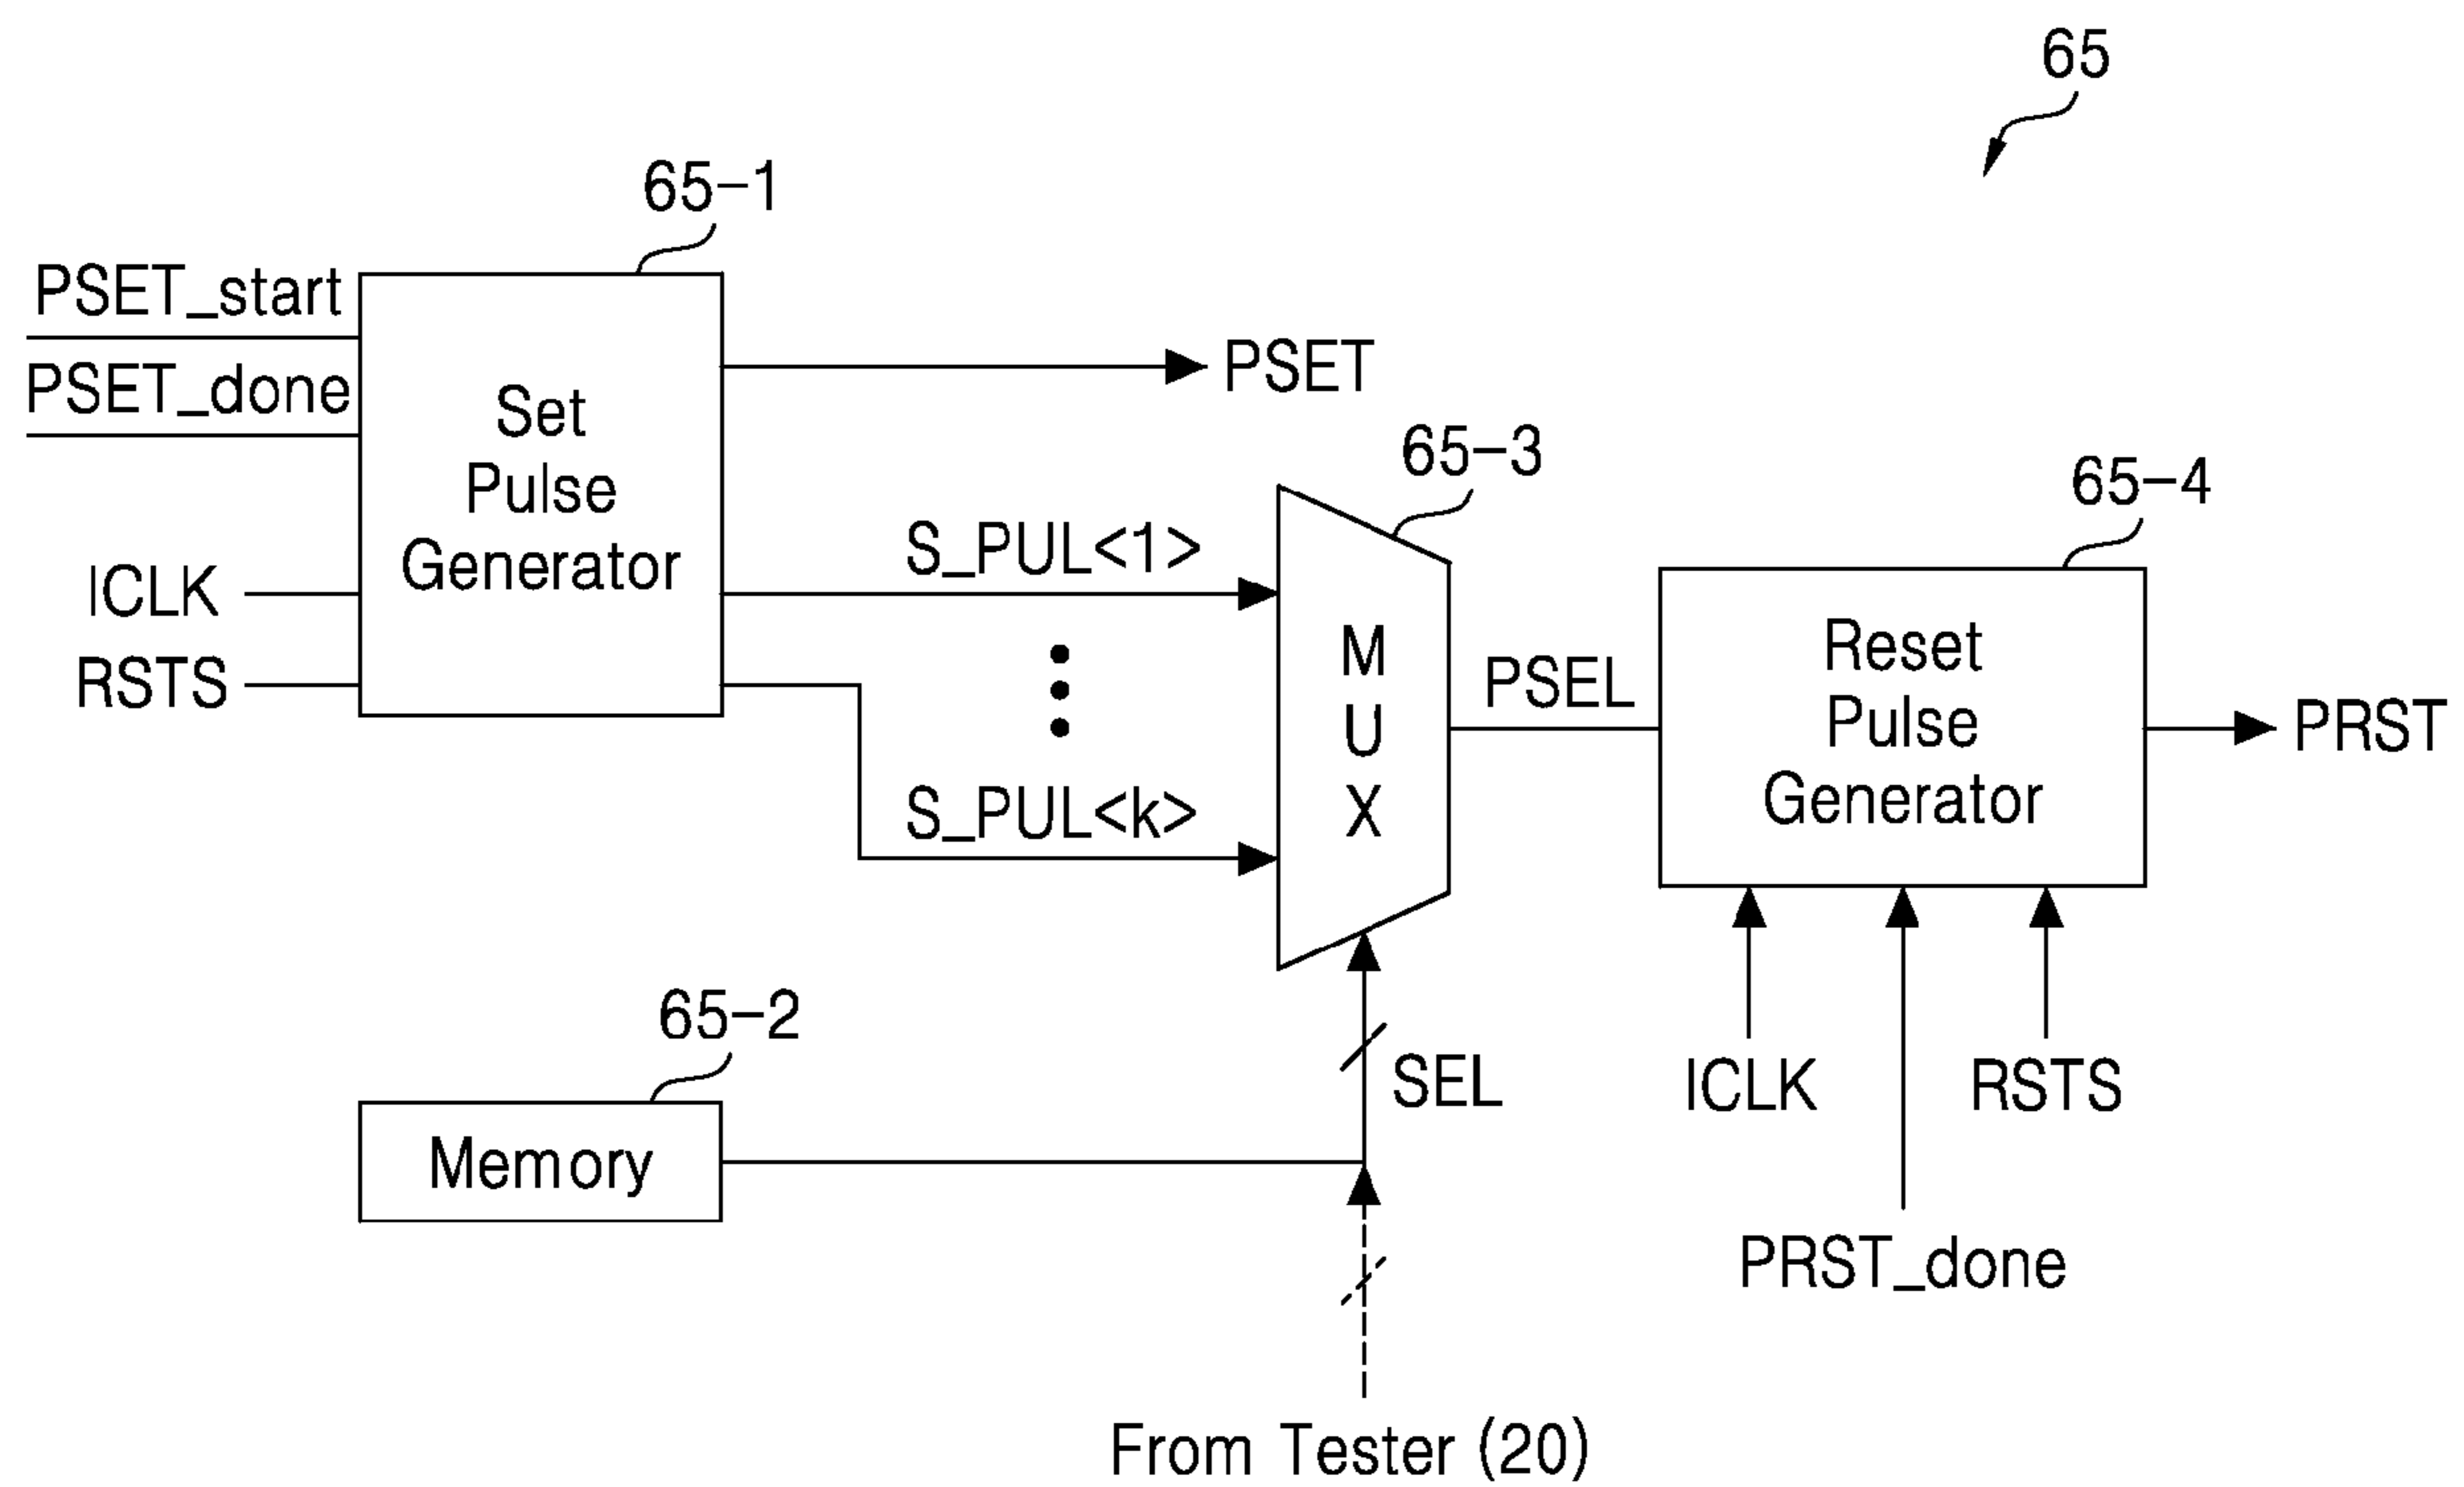 65
65-1
PSET_start
PSET_done
Set
Pulse
Generator
PSET
ICLK
RSTS
S_PUL<1>
S_PUL<k>
65-3
M
U
X
PSEL
65-4
Reset
Pulse
Generator
PRST
65-2
Memory
SEL
ICLK
RSTS
PRST_done
From Tester (20)